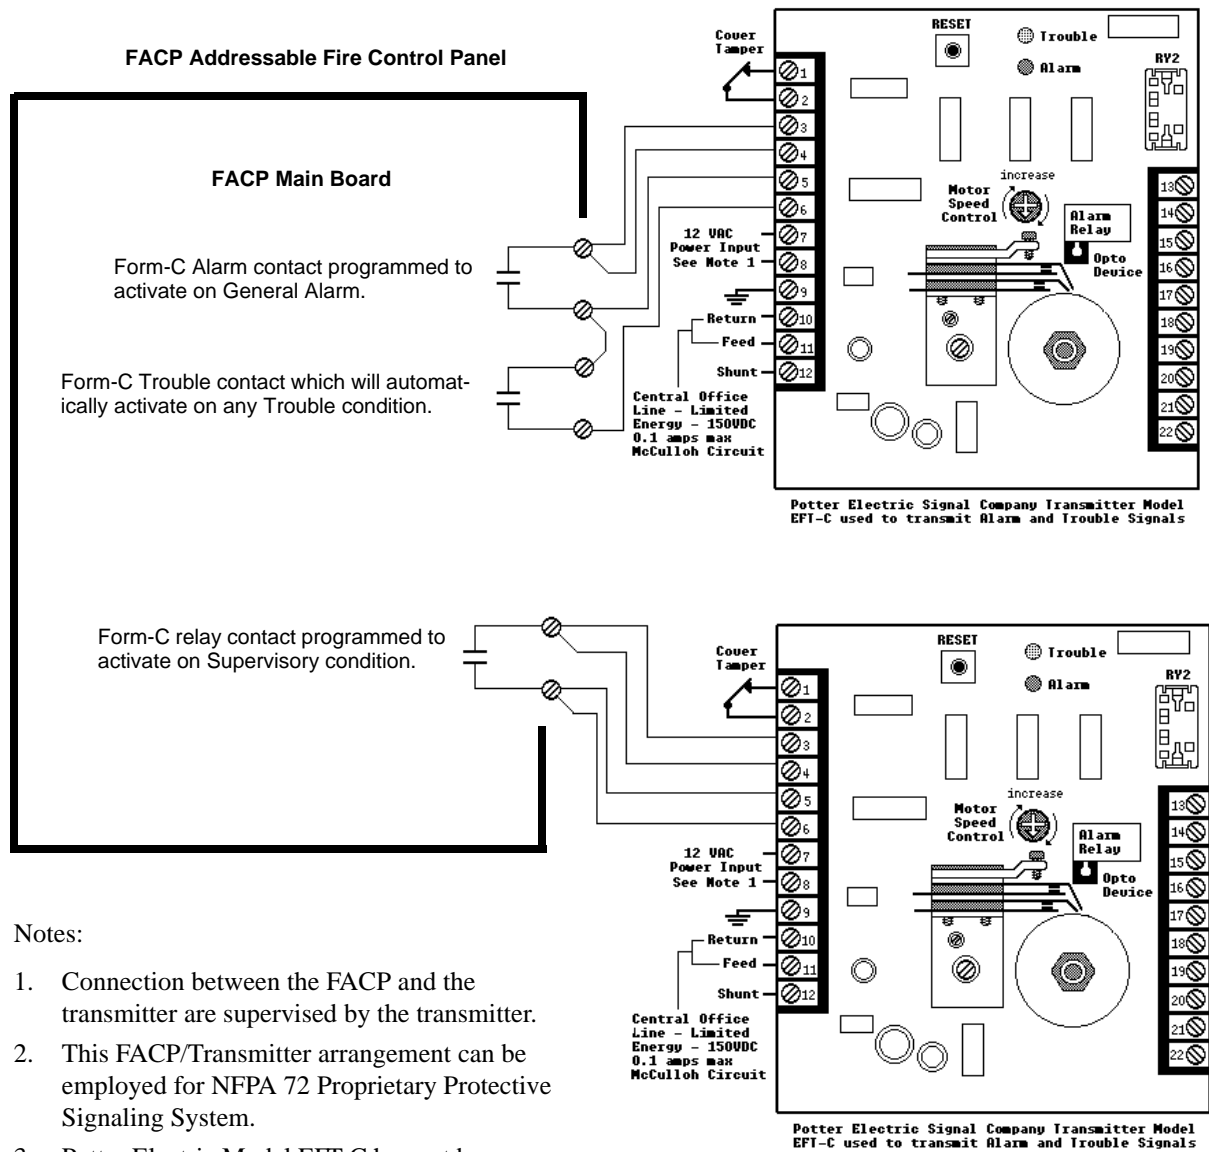 FACP Addressable Fire Control Panel
FACP Main Board
Form-C Alarm contact programmed to
activate on General Alarm.
Form-C Trouble contact which will automat-
ically activate on any Trouble condition.
Cover
Tamper
1
2
3
4
5
6
7
8
9
10
11
12
12 VAC
Power Input
See Note 1
Return
Feed
Shunt
Central Office
Line - Limited
Energy - 150VDC
0.1 amps max
McCulloh Circuit
RESET
Trouble
Alarm
RY2
increase
Motor
Speed
Control
Alarm
Relay
Opto
Device
13
14
15
16
17
18
19
20
21
22
Potter Electric Signal Company Transmitter Model
EFT-C used to transmit Alarm and Trouble Signals
Form-C relay contact programmed to
activate on Supervisory condition.
Cover
Tamper
1
2
3
4
5
6
7
8
9
10
11
12
12 VAC
Power Input
See Note 1
Return
Feed
Shunt
Central Office
Line - Limited
Energy - 150VDC
0.1 amps max
McCulloh Circuit
RESET
Trouble
Alarm
RY2
increase
Motor
Speed
Control
Alarm
Relay
Opto
Device
13
14
15
16
17
18
19
20
21
22
Potter Electric Signal Company Transmitter Model
EFT-C used to transmit Alarm and Trouble Signals
Notes:
1. Connection between the FACP and the
transmitter are supervised by the transmitter.
2. This FACP/Transmitter arrangement can be
employed for NFPA 72 Proprietary Protective
Signaling System.
3. Potter Electric Model EFT-C